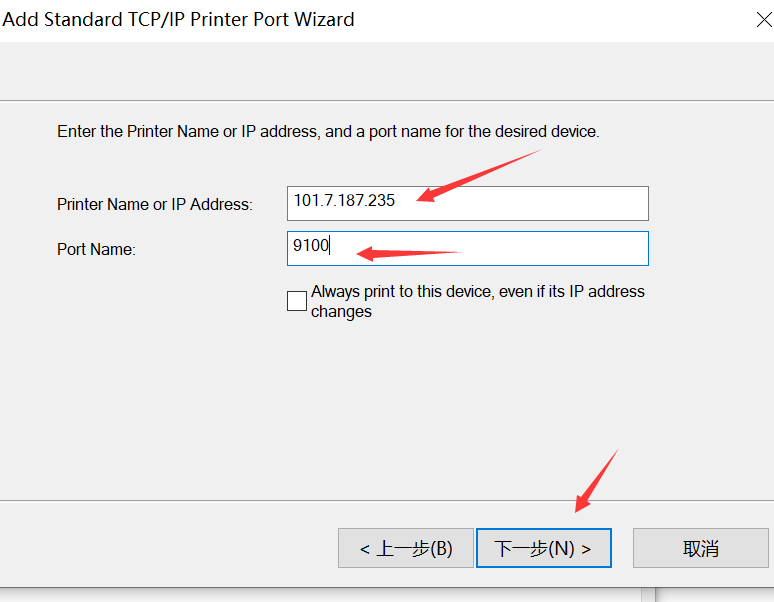 Add Standard TCP/IP Printer Port Wizard
Enter the Printer Name or IP address, and a port name for the desired device.
Printer Name or IP Address:
101.7.187.235
Port Name:
9100
Always print to this device, even if its IP address
changes
< 上一步(B)
下一步(N) >
取消